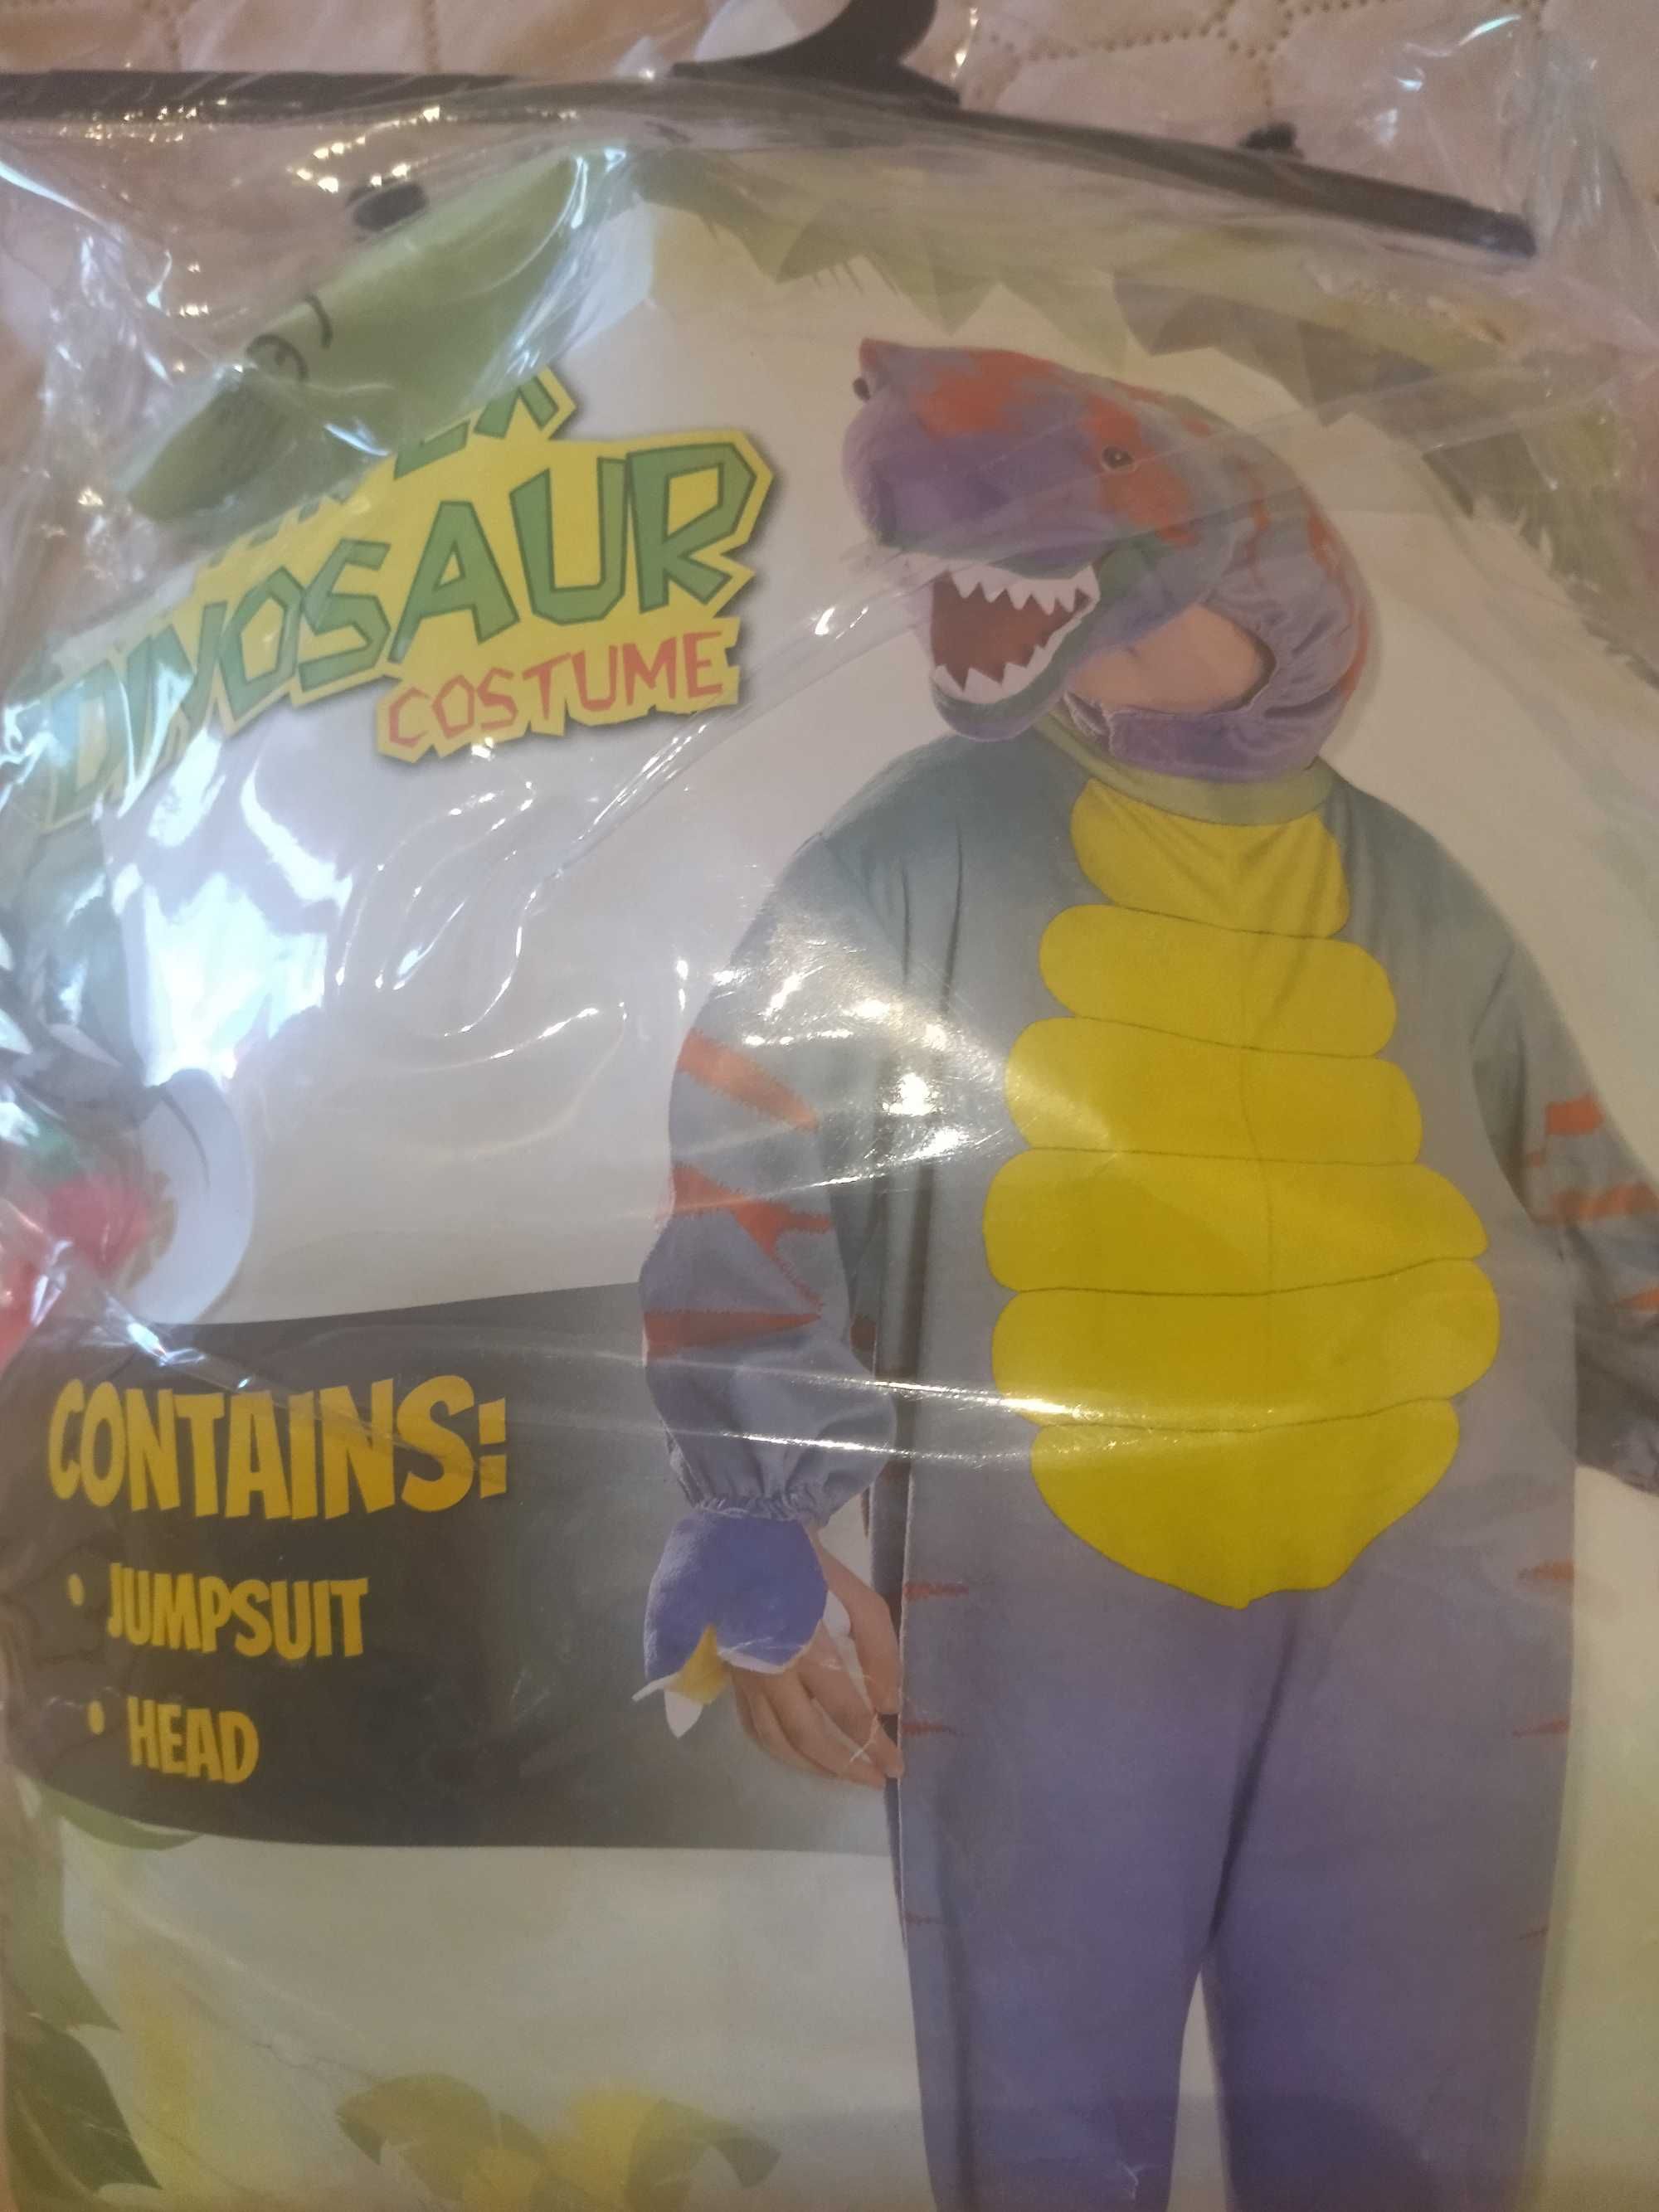 DINOSAUR
COSTUME
CONTAINS:
• JUMPSUIT
• HEAD